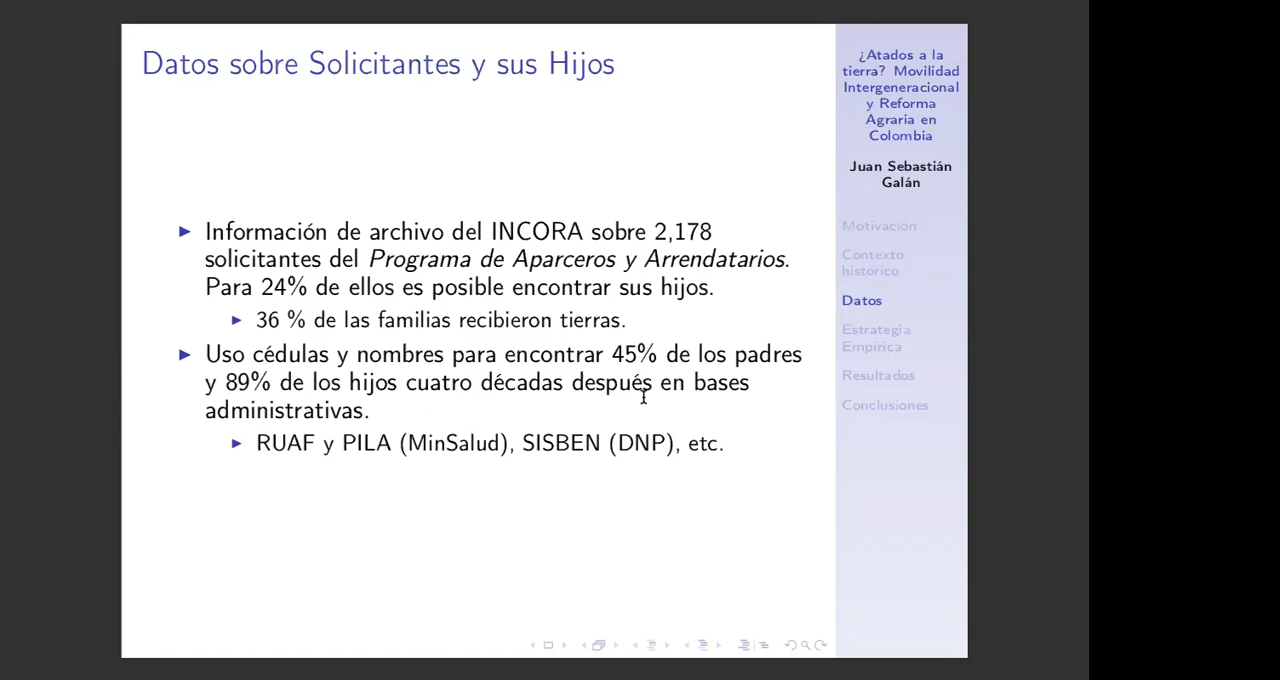 Datos sobre Solicitantes y sus Hijos
Información de archivo del INCORA sobre 2,178
solicitantes del Programa de Aparceros y Arrendatarios.
Para 24% de ellos es posible encontrar sus hijos.
36 % de las familias recibieron tierras.
Uso cédulas y nombres para encontrar 45% de los padres
y 89% de los hijos cuatro décadas después en bases
administrativas.
RUAF y PILA (MinSalud), SISBEN (DNP), etc.
¿Atados a la
tierra? Movilidad
Intergeneracional
y Reforma
Agraria en
Colombia
Juan Sebastián
Galán
Motivación
Contexto
histórico
Datos
Estrategia
Empírica
Resultados
Conclusiones